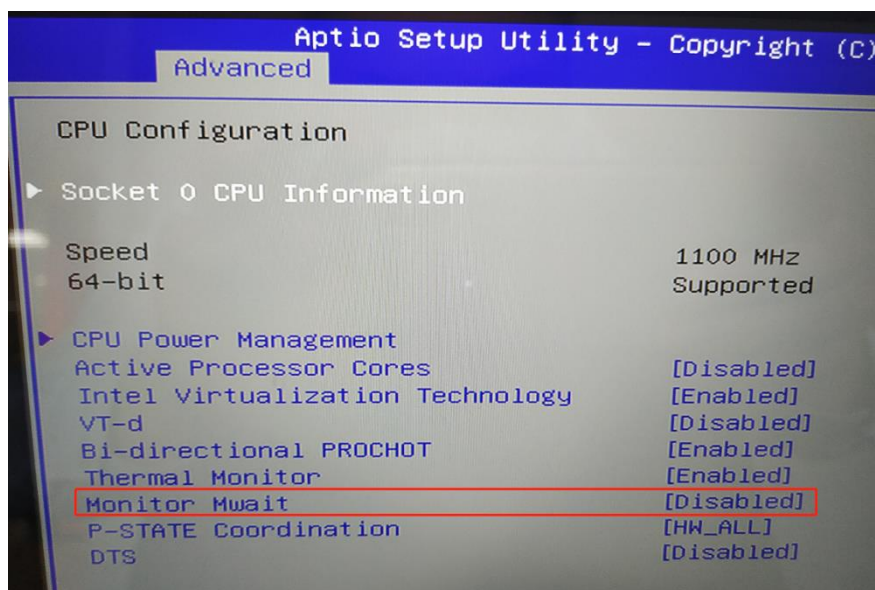 Aptio Setup Utility – Copyright (C)
Advanced
CPU Configuration
Socket 0 CPU Information
Speed 1100 MHz
64-bit Supported
CPU Power Management
Active Processor Cores [Disabled]
Intel Virtualization Technology [Enabled]
VT-d [Disabled]
Bi-directional PROCHOT [Enabled]
Thermal Monitor [Enabled]
Monitor Mwait [Disabled]
P-STATE Coordination [HW_ALL]
DTS [Disabled]